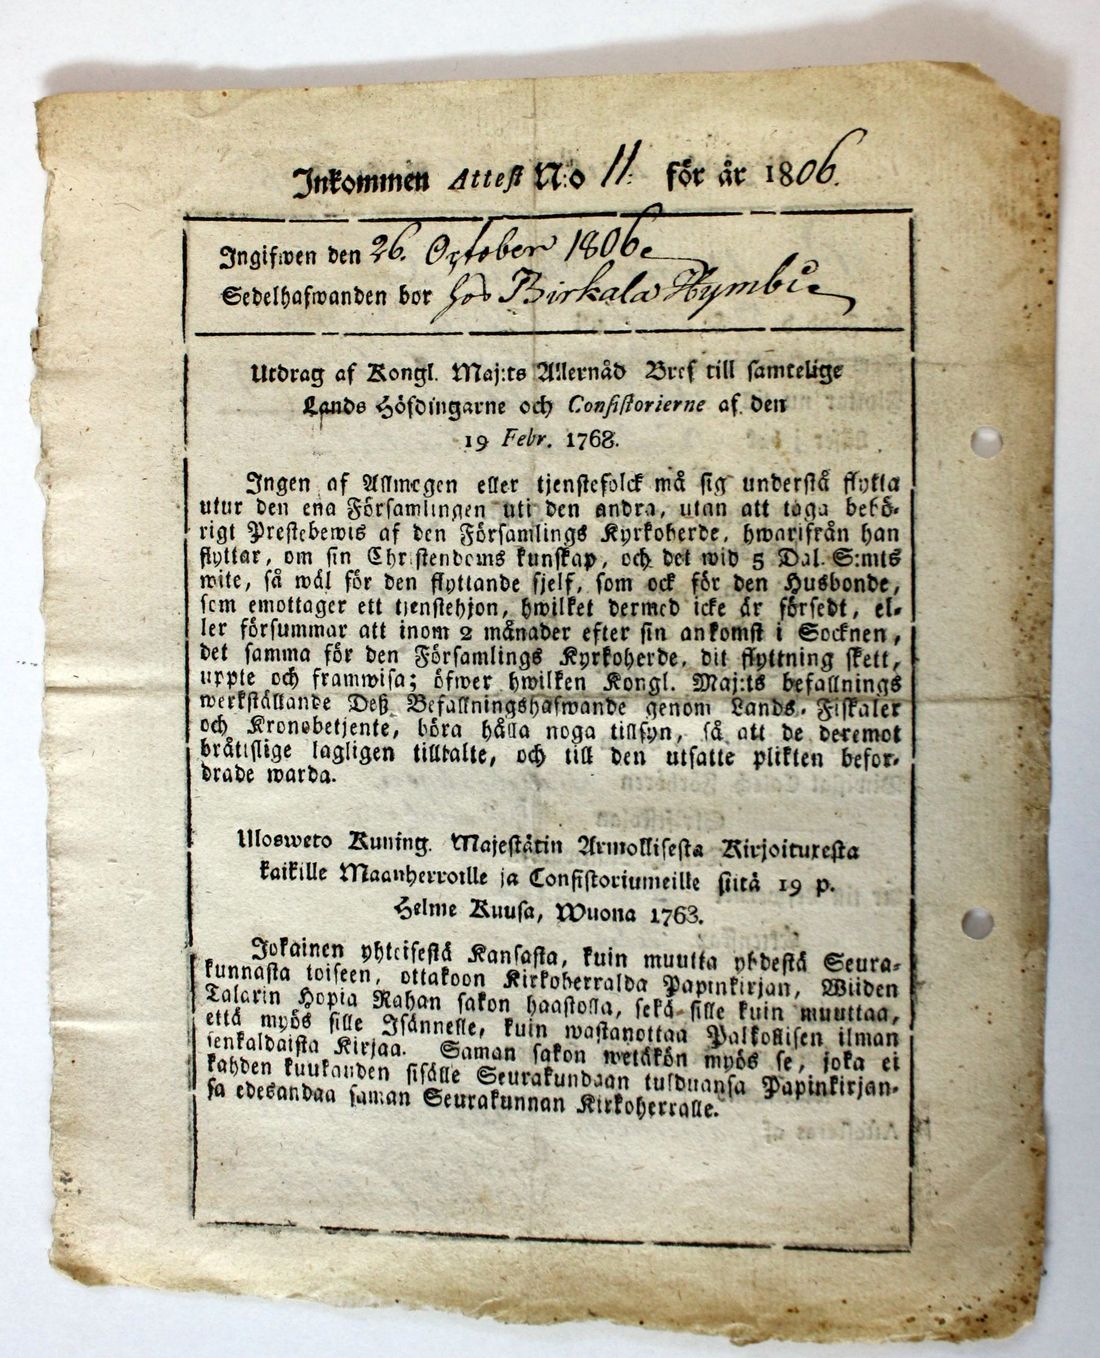 Inkommen Attest N:o 11. för år 1806.
Ingifwen den 26. October 1806.
Sedelhafwanden bor hos Birkala Hymbu
Utdrag af Kongl. Maj:ts Allernåd Bref till samtelige
Lands Höfdingarne och Consistorierne af den
19 Febr. 1768.
Ingen af Allmogen eller tjenstefolck må sig understå flytta
utur den ena Församlingen uti den andra, utan att taga behö-
rigt Prestebewis af den Församlings Kyrkoherde, hwarifrån han
flyttar, om sin Christendoms kunskap, och det wid 5 Dal. S:mts
wite, så wäl för den flyttande sjelf, som ock för den Husbonde,
som emottager ett tjenstehjon, hwilket dermed icke är försedt, el-
ler försummar att inom 2 månader efter sin ankomst i Socknen,
det samma för den Församlings Kyrkoherde, dit flyttning skett,
uppte och framwisa; öfwer hwilken Kongl. Maj:ts befallnings
werkställande Deß Befallningshafwande genom Lands-Fiskaler
och Kronobetjente, böra hålla noga tillsyn, så att de deremot
bråttslige lagligen tilltalte, och till den utsatte plikten befor-
drade warda.
Ulosweto Kuning. Majestätin Armollisesta Kirjoituxesta
kaikille Maanherroille ja Consistoriumeille siitä 19 p.
Helme Kuusa, Wuona 1763.
Jokainen yhteisestä Kansasta, kuin muutta yhdestä Seura-
kunnasta toiseen, ottakoon Kirkoherralda Papinkirjan, Wiiden
Talarin Hopia Rahan sakon haastolla, sekä sille kuin muuttaa,
että myös sille Isännelle, kuin wastanottaa Palkollisen ilman
senkaldaista Kirjaa. Saman sakon wetäkön myös se, joka ei
kahden kuukauden sisälle Seurakundaan tulduansa Papinkirjan-
sa edesandaa saman Seurakunnan Kirkoherralle.